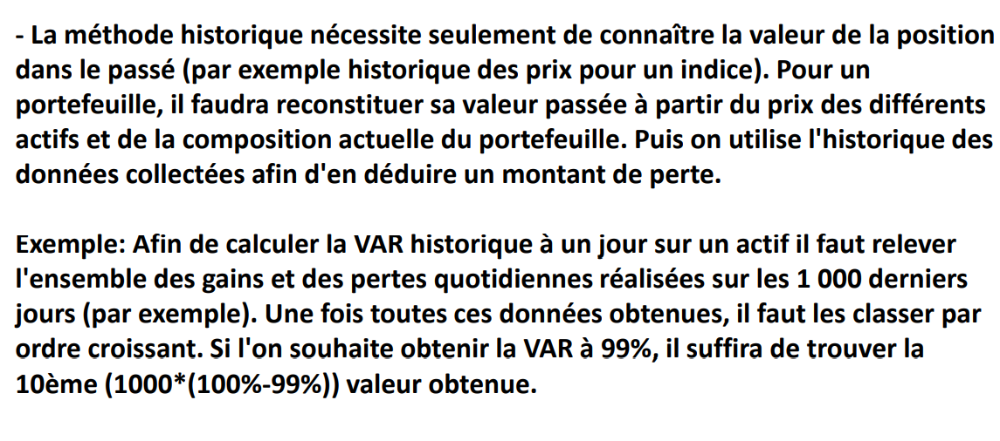 - La méthode historique nécessite seulement de connaître la valeur de la position
dans le passé (par exemple historique des prix pour un indice). Pour un
portefeuille, il faudra reconstituer sa valeur passée à partir du prix des différents
actifs et de la composition actuelle du portefeuille. Puis on utilise l'historique des
données collectées afin d'en déduire un montant de perte.
Exemple: Afin de calculer la VAR historique à un jour sur un actif il faut relever
l'ensemble des gains et des pertes quotidiennes réalisées sur les 1 000 derniers
jours (par exemple). Une fois toutes ces données obtenues, il faut les classer par
ordre croissant. Si l'on souhaite obtenir la VAR à 99%, il suffira de trouver la
10ème (1000*(100%-99%)) valeur obtenue.